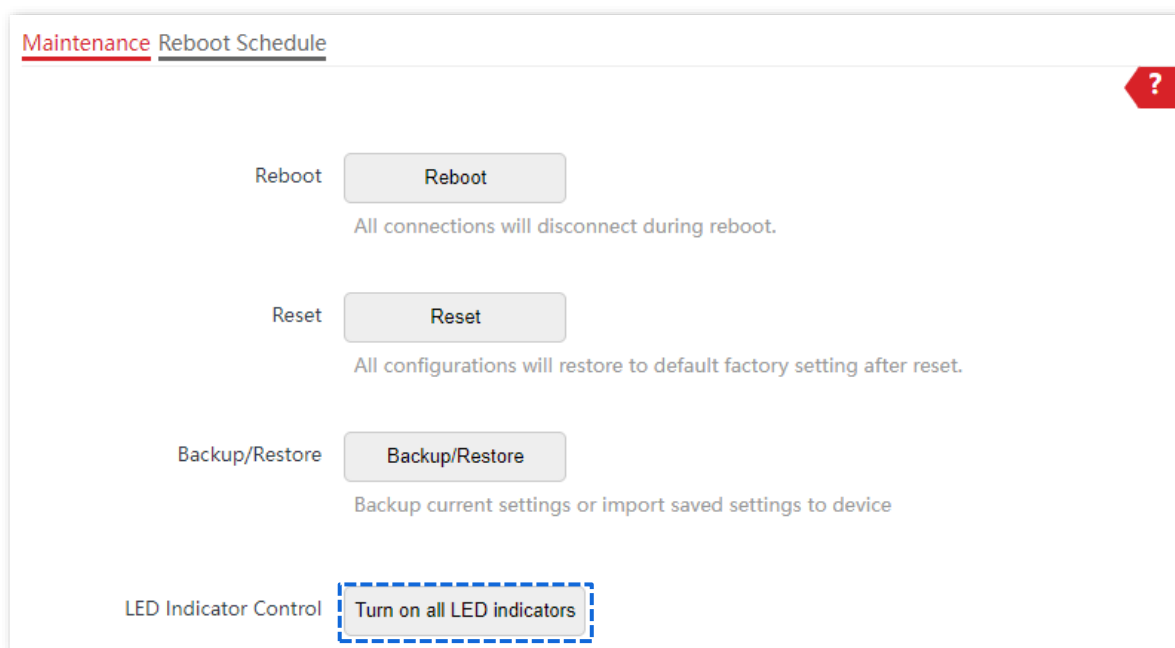 Maintenance Reboot Schedule
?
Reboot Reboot
All connections will disconnect during reboot.
Reset Reset
All configurations will restore to default factory setting after reset.
Backup/Restore Backup/Restore
Backup current settings or import saved settings to device
LED Indicator Control Turn on all LED indicators